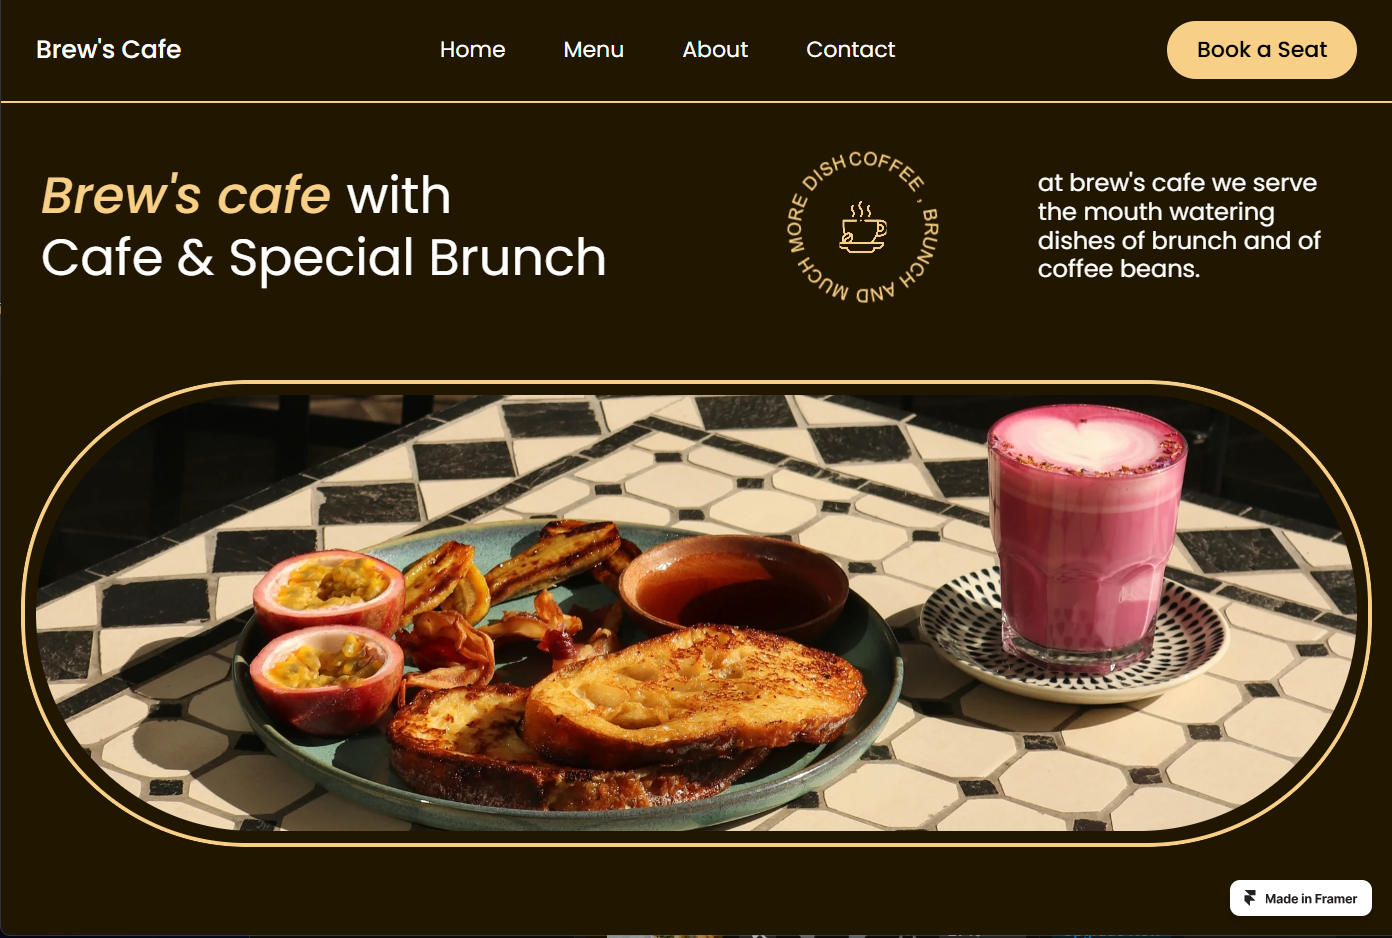 Brew's Cafe
Home
Menu
About
Contact
Book a Seat
Brew's cafe with
Cafe & Special Brunch
COFFEE , BRUNCH AND MUCH MORE DISH
at brew's cafe we serve
the mouth watering
dishes of brunch and of
coffee beans.
Made in Framer